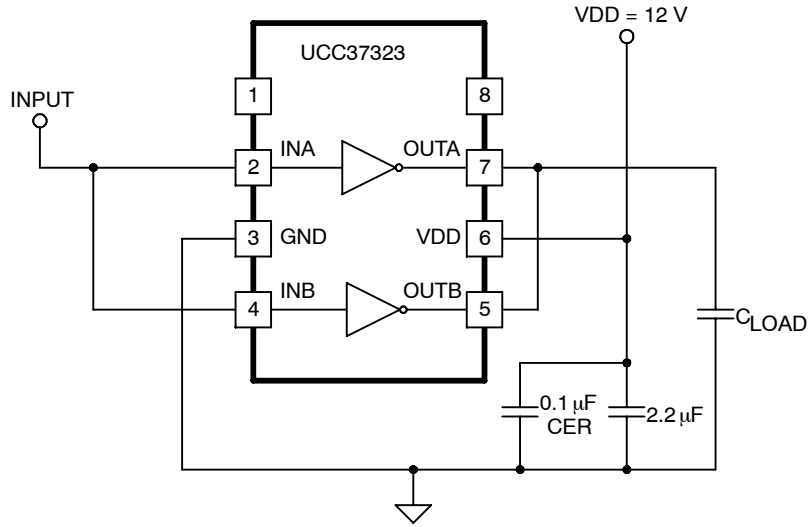 VDD = 12 V
UCC37323
INPUT
1
8
2
INA
OUTA
7
3
GND
VDD
6
4
INB
OUTB
5
CLOAD
0.1 μF
CER
2.2 μF